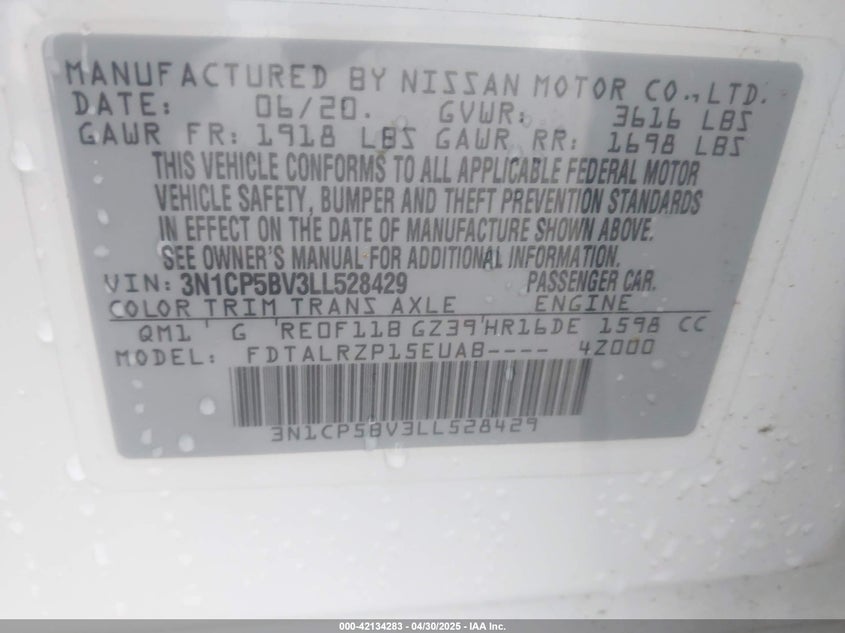 MANUFACTURED BY NISSAN MOTOR CO., LTD.
DATE: 06/20. GVWR: 3616 LBS
GAWR FR: 1918 LBS GAWR RR: 1698 LBS
THIS VEHICLE CONFORMS TO ALL APPLICABLE FEDERAL MOTOR
VEHICLE SAFETY, BUMPER AND THEFT PREVENTION STANDARDS
IN EFFECT ON THE DATE OF MANUFACTURE SHOWN ABOVE.
SEE OWNER'S MANUAL FOR ADDITIONAL INFORMATION.
VIN: 3N1CP5BV3LL528429 PASSENGER CAR.
COLOR TRIM TRANS AXLE ENGINE
QM1 G RE0F11B GZ39 HR16DE 1598 CC
MODEL: FDTALRZP15EUAB---- 4Z000
3N1CP5BV3LL528429
000-42134283 - 04/30/2025 - IAA Inc.